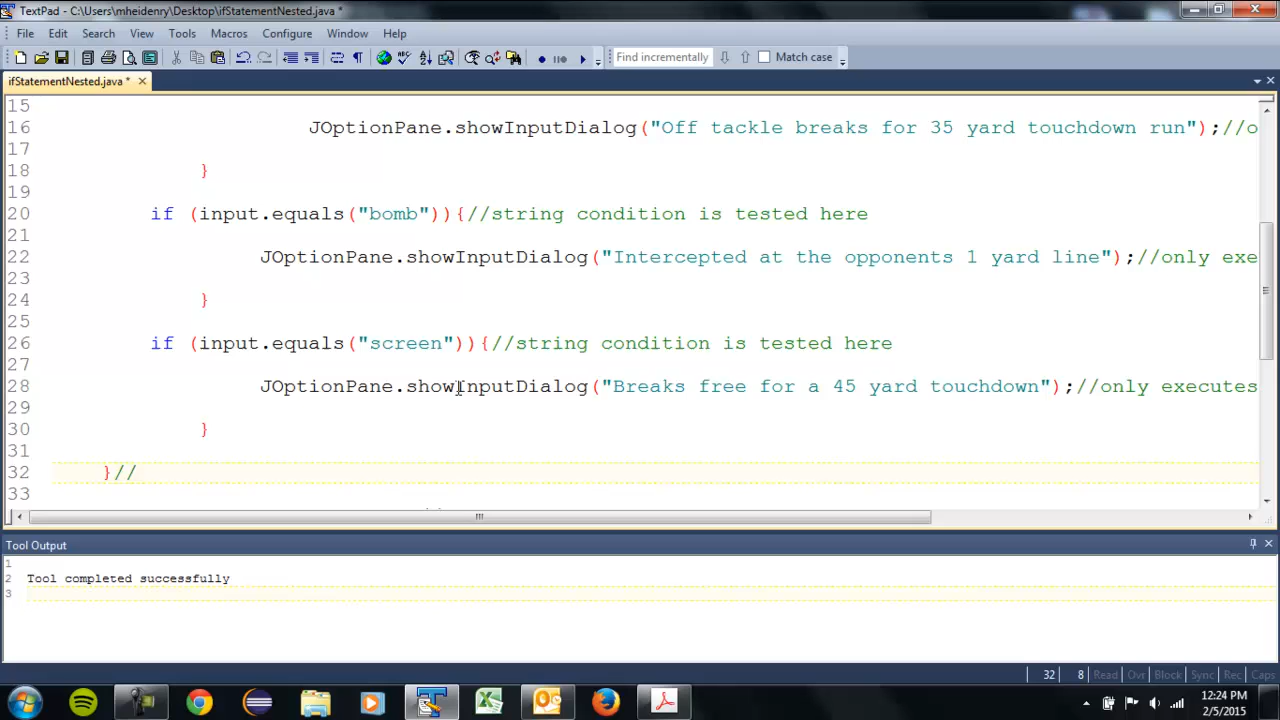 TextPad - C:\Users\mheidenry\Desktop\ifStatementNested.java *
File Edit Search View Tools Macros Configure Window Help
Find incrementally Match case
ifStatementNested.java *
15
16 JOptionPane.showInputDialog("Off tackle breaks for 35 yard touchdown run");//o
17
18 }
19
20 if (input.equals("bomb")){//string condition is tested here
21
22 JOptionPane.showInputDialog("Intercepted at the opponents 1 yard line");//only exe
23
24 }
25
26 if (input.equals("screen")){//string condition is tested here
27
28 JOptionPane.showInputDialog("Breaks free for a 45 yard touchdown");//only executes
29
30 }
31
32 }//
33
Tool Output
1
2 Tool completed successfully
3
32 8 Read Ovr Block Sync Rec Caps
12:24 PM
2/5/2015